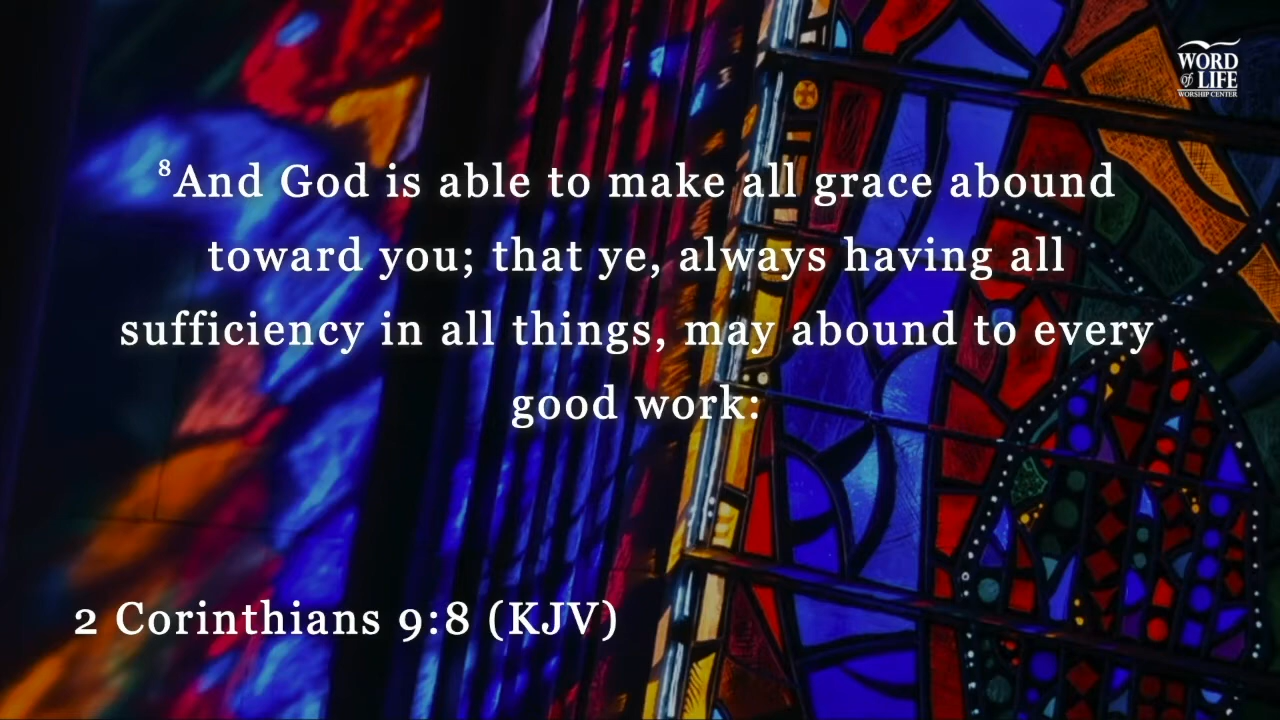 WORD
of LIFE
WORSHIP CENTER
⁸And God is able to make all grace abound
toward you; that ye, always having all
sufficiency in all things, may abound to every
good work:
2 Corinthians 9:8 (KJV)